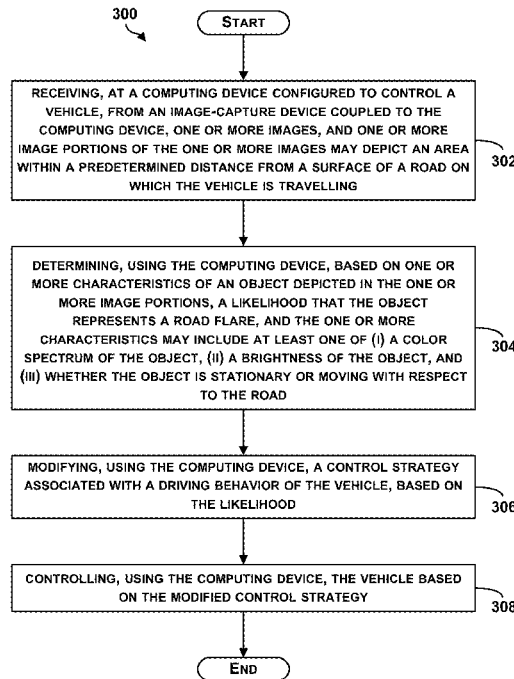 300
START
RECEIVING, AT A COMPUTING DEVICE CONFIGURED TO CONTROL A
VEHICLE, FROM AN IMAGE-CAPTURE DEVICE COUPLED TO THE
COMPUTING DEVICE, ONE OR MORE IMAGES, AND ONE OR MORE
IMAGE PORTIONS OF THE ONE OR MORE IMAGES MAY DEPICT AN AREA
WITHIN A PREDETERMINED DISTANCE FROM A SURFACE OF A ROAD ON
WHICH THE VEHICLE IS TRAVELLING
302
DETERMINING, USING THE COMPUTING DEVICE, BASED ON ONE OR
MORE CHARACTERISTICS OF AN OBJECT DEPICTED IN THE ONE OR
MORE IMAGE PORTIONS, A LIKELIHOOD THAT THE OBJECT
REPRESENTS A ROAD FLARE, AND THE ONE OR MORE
CHARACTERISTICS MAY INCLUDE AT LEAST ONE OF (I) A COLOR
SPECTRUM OF THE OBJECT, (II) A BRIGHTNESS OF THE OBJECT, AND
(III) WHETHER THE OBJECT IS STATIONARY OR MOVING WITH RESPECT
TO THE ROAD
304
MODIFYING, USING THE COMPUTING DEVICE, A CONTROL STRATEGY
ASSOCIATED WITH A DRIVING BEHAVIOR OF THE VEHICLE, BASED ON
THE LIKELIHOOD
306
CONTROLLING, USING THE COMPUTING DEVICE, THE VEHICLE BASED
ON THE MODIFIED CONTROL STRATEGY
308
END